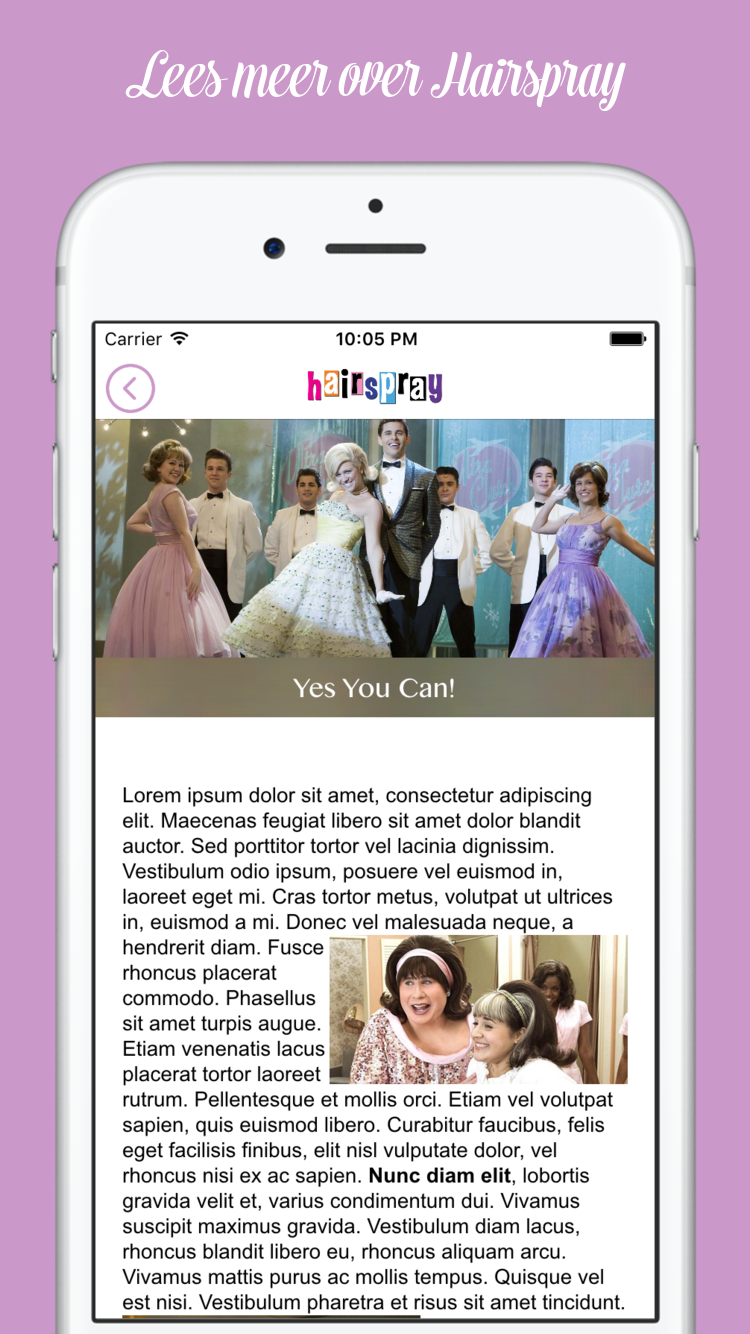 Lees meer over Hairspray
Carrier
10:05 PM
hairspray
Yes You Can!
Lorem ipsum dolor sit amet, consectetur adipiscing
elit. Maecenas feugiat libero sit amet dolor blandit
auctor. Sed porttitor tortor vel lacinia dignissim.
Vestibulum odio ipsum, posuere vel euismod in,
laoreet eget mi. Cras tortor metus, volutpat ut ultrices
in, euismod a mi. Donec vel malesuada neque, a
hendrerit diam. Fusce
rhoncus placerat
commodo. Phasellus
sit amet turpis augue.
Etiam venenatis lacus
placerat tortor laoreet
rutrum. Pellentesque et mollis orci. Etiam vel volutpat
sapien, quis euismod libero. Curabitur faucibus, felis
eget facilisis finibus, elit nisl vulputate dolor, vel
rhoncus nisi ex ac sapien. Nunc diam elit, lobortis
gravida velit et, varius condimentum dui. Vivamus
suscipit maximus gravida. Vestibulum diam lacus,
rhoncus blandit libero eu, rhoncus aliquam arcu.
Vivamus mattis purus ac mollis tempus. Quisque vel
est nisi. Vestibulum pharetra et risus sit amet tincidunt.